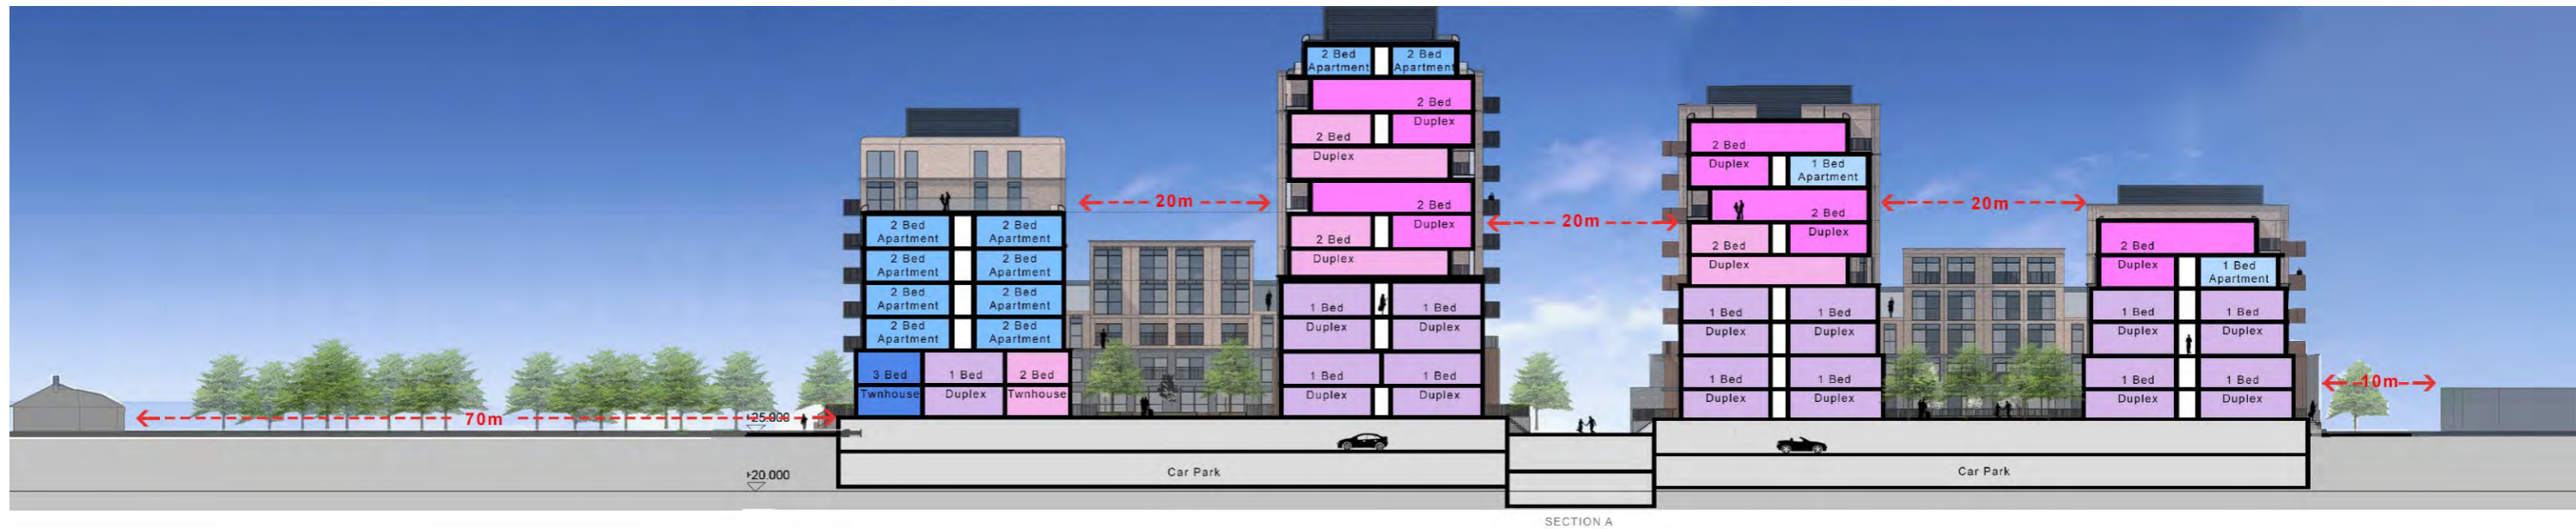 2 Bed
Apartment
2 Bed
Apartment
2 Bed
Apartment
2 Bed
Apartment
2 Bed
Apartment
2 Bed
Apartment
2 Bed
Apartment
2 Bed
Apartment
3 Bed
Twnhouse
1 Bed
Duplex
2 Bed
Twnhouse
70m
+25.000
+20.000
20m
2 Bed
Apartment
2 Bed
Apartment
2 Bed
Duplex
2 Bed
Duplex
2 Bed
Duplex
2 Bed
Duplex
1 Bed
Duplex
1 Bed
Duplex
1 Bed
Duplex
1 Bed
Duplex
Car Park
20m
2 Bed
Duplex
1 Bed
Apartment
2 Bed
Duplex
2 Bed
Duplex
1 Bed
Duplex
1 Bed
Duplex
1 Bed
Duplex
1 Bed
Duplex
20m
2 Bed
Duplex
1 Bed
Apartment
1 Bed
Duplex
1 Bed
Duplex
1 Bed
Duplex
1 Bed
Duplex
10m
Car Park
SECTION A